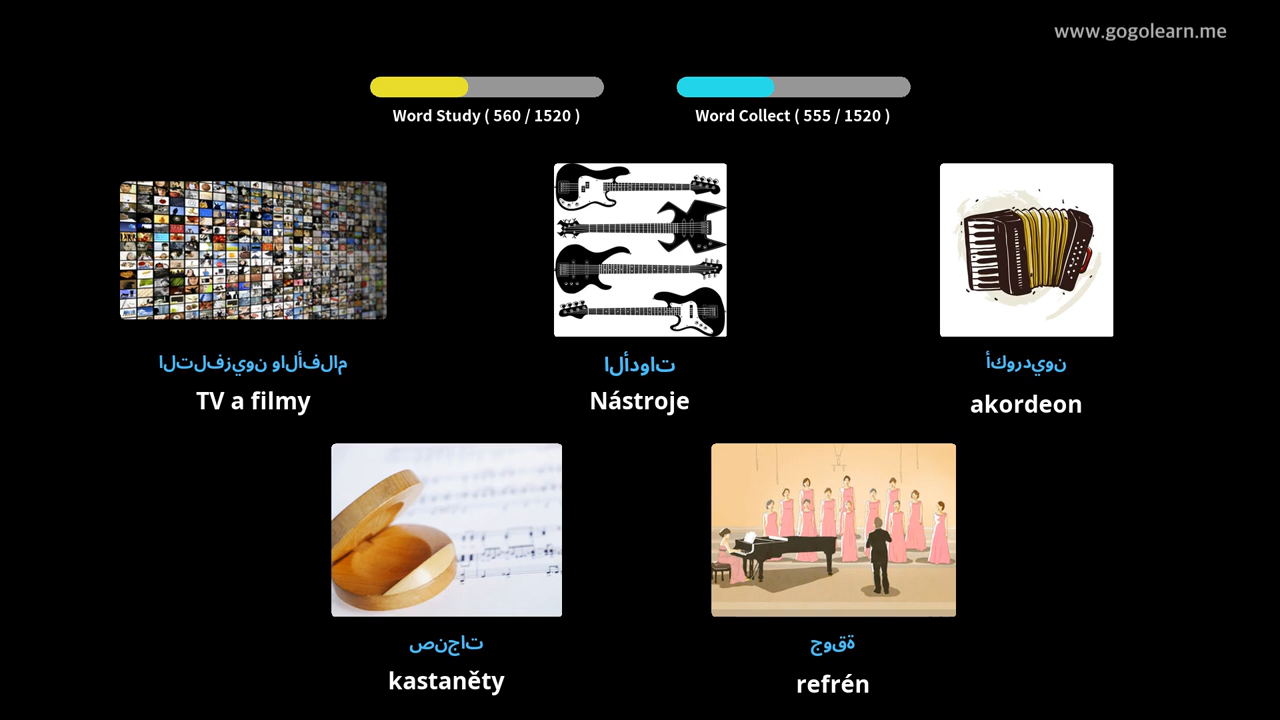 www.gogolearn.me
Word Study ( 560 / 1520 )
Word Collect ( 555 / 1520 )
التلفزيون والأفلام
TV a filmy
الأدوات
Nástroje
أكورديون
akordeon
صنجات
kastaněty
جوقة
refrén